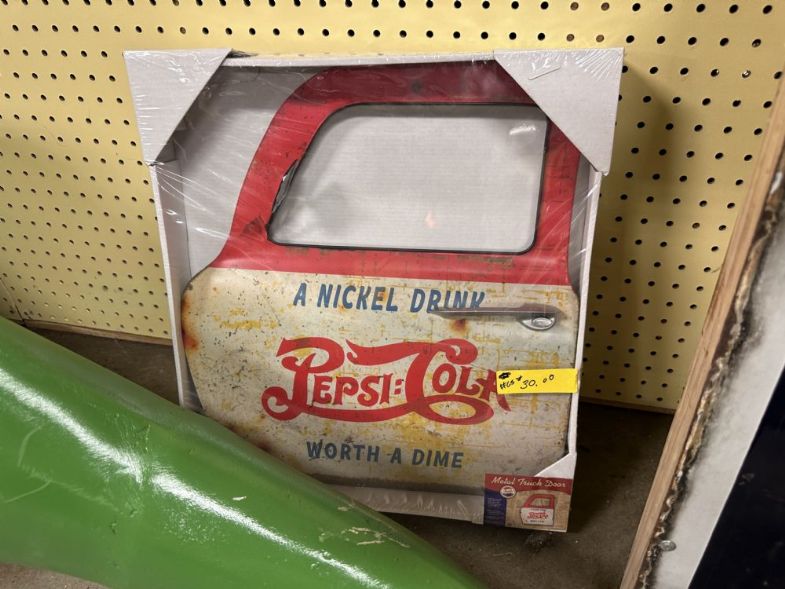 A NICKEL DRINK
PEPSI:COLA
30.00
WORTH A DIME
Metal Truck Door